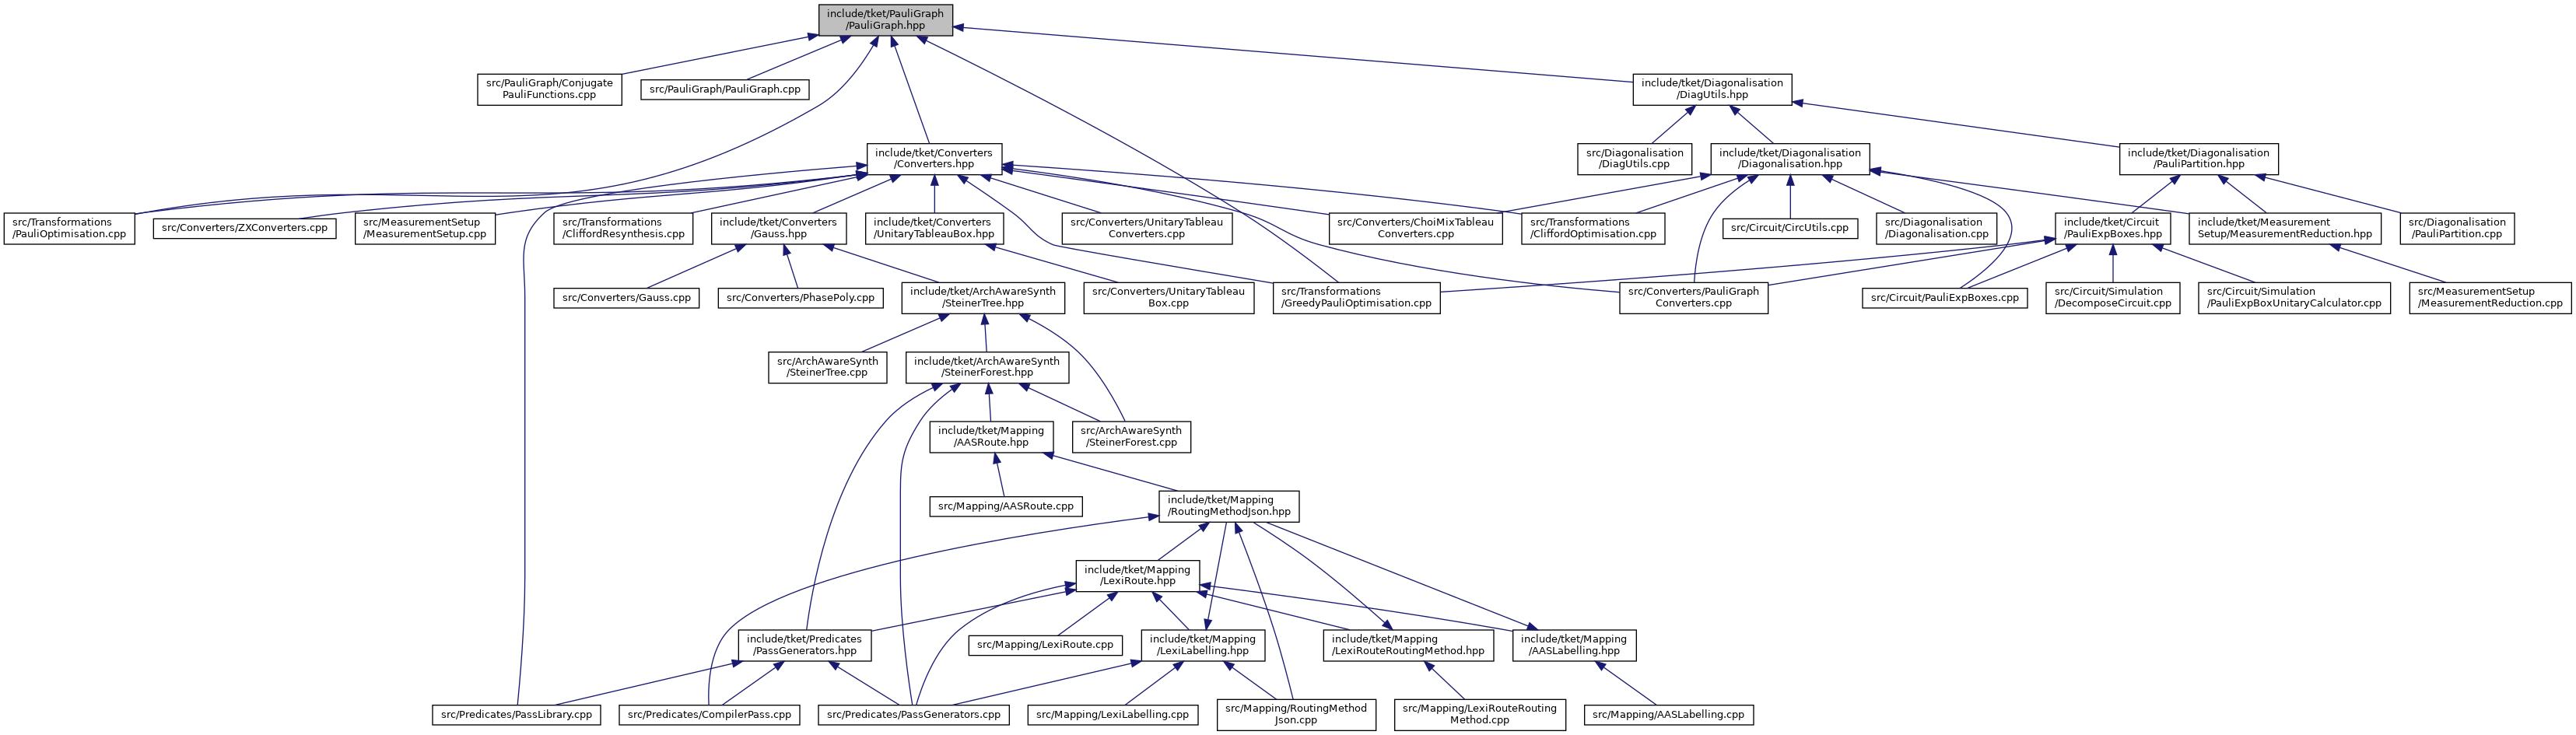 include/tket/PauliGraph
/PauliGraph.hpp
src/PauliGraph/Conjugate
PauliFunctions.cpp
src/PauliGraph/PauliGraph.cpp
include/tket/Diagonalisation
/DiagUtils.hpp
include/tket/Converters
/Converters.hpp
src/Diagonalisation
/DiagUtils.cpp
include/tket/Diagonalisation
/Diagonalisation.hpp
include/tket/Diagonalisation
/PauliPartition.hpp
src/Transformations
/PauliOptimisation.cpp
src/Converters/ZXConverters.cpp
src/MeasurementSetup
/MeasurementSetup.cpp
src/Transformations
/CliffordResynthesis.cpp
include/tket/Converters
/Gauss.hpp
include/tket/Converters
/UnitaryTableauBox.hpp
src/Converters/UnitaryTableau
Converters.cpp
src/Converters/ChoiMixTableau
Converters.cpp
src/Transformations
/CliffordOptimisation.cpp
src/Circuit/CircUtils.cpp
src/Diagonalisation
/Diagonalisation.cpp
include/tket/Circuit
/PauliExpBoxes.hpp
include/tket/Measurement
Setup/MeasurementReduction.hpp
src/Diagonalisation
/PauliPartition.cpp
src/Converters/Gauss.cpp
src/Converters/PhasePoly.cpp
include/tket/ArchAwareSynth
/SteinerTree.hpp
src/Converters/UnitaryTableau
Box.cpp
src/Transformations
/GreedyPauliOptimisation.cpp
src/Converters/PauliGraph
Converters.cpp
src/Circuit/PauliExpBoxes.cpp
src/Circuit/Simulation
/DecomposeCircuit.cpp
src/Circuit/Simulation
/PauliExpBoxUnitaryCalculator.cpp
src/MeasurementSetup
/MeasurementReduction.cpp
src/ArchAwareSynth
/SteinerTree.cpp
include/tket/ArchAwareSynth
/SteinerForest.hpp
include/tket/Mapping
/AASRoute.hpp
src/ArchAwareSynth
/SteinerForest.cpp
src/Mapping/AASRoute.cpp
include/tket/Mapping
/RoutingMethodJson.hpp
include/tket/Mapping
/LexiRoute.hpp
include/tket/Predicates
/PassGenerators.hpp
src/Mapping/LexiRoute.cpp
include/tket/Mapping
/LexiLabelling.hpp
include/tket/Mapping
/LexiRouteRoutingMethod.hpp
include/tket/Mapping
/AASLabelling.hpp
src/Predicates/PassLibrary.cpp
src/Predicates/CompilerPass.cpp
src/Predicates/PassGenerators.cpp
src/Mapping/LexiLabelling.cpp
src/Mapping/RoutingMethod
Json.cpp
src/Mapping/LexiRouteRouting
Method.cpp
src/Mapping/AASLabelling.cpp